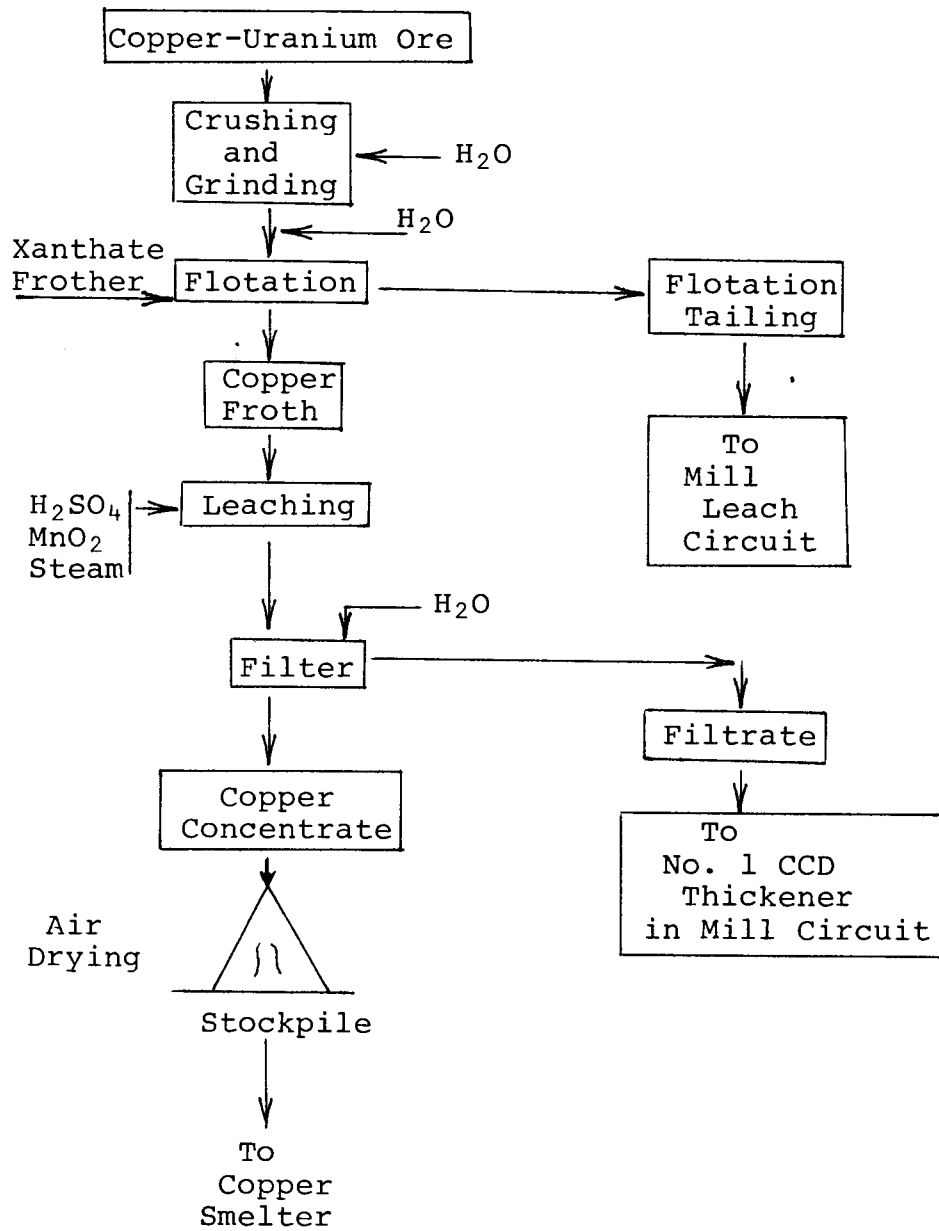 Copper-Uranium Ore
Crushing
and
Grinding
H₂O
H₂O
Xanthate
Frother
Flotation
Flotation
Tailing
Copper
Froth
To
Mill
Leach
Circuit
H₂SO₄
MnO₂
Steam
Leaching
H₂O
Filter
Filtrate
Copper
Concentrate
To
No. 1 CCD
Thickener
in Mill Circuit
Air
Drying
Stockpile
To
Copper
Smelter